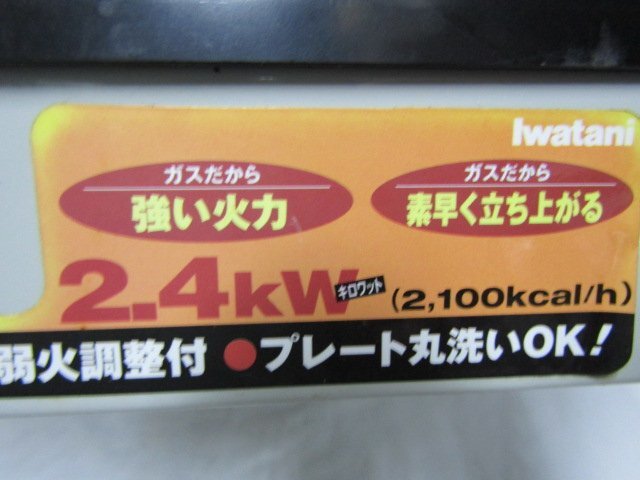 Iwatani
ガスだから
強い火力
ガスだから
素早く立ち上がる
2.4kW キロワット (2,100kcal/h)
弱火調整付 ●プレート丸洗いOK!